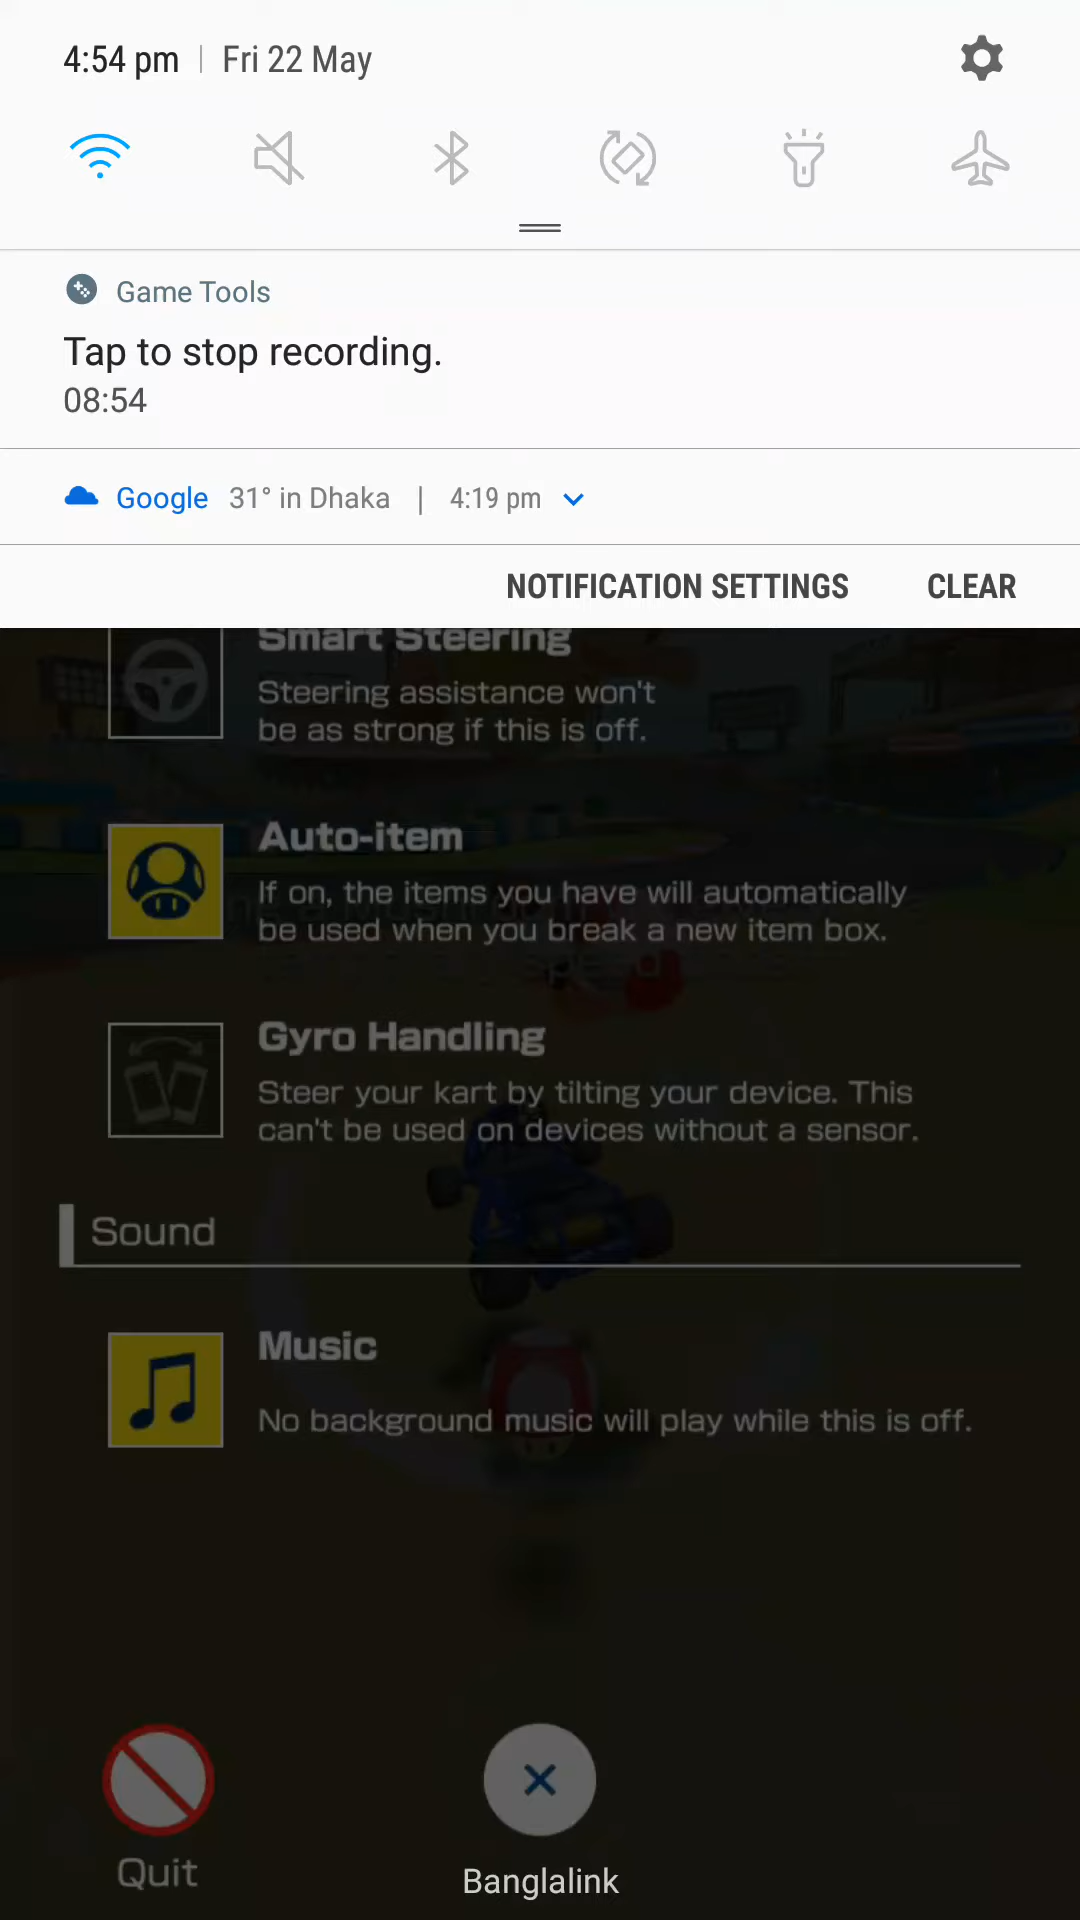 4:54 pm | Fri 22 May
Game Tools
Tap to stop recording.
08:54
Google 31° in Dhaka | 4:19 pm
NOTIFICATION SETTINGS CLEAR
Smart Steering
Steering assistance won't
be as strong if this is off.
Auto-item
If on, the items you have will automatically
be used when you break a new item box.
Gyro Handling
Steer your kart by tilting your device. This
can't be used on devices without a sensor.
Sound
Music
No background music will play while this is off.
Quit
Banglalink